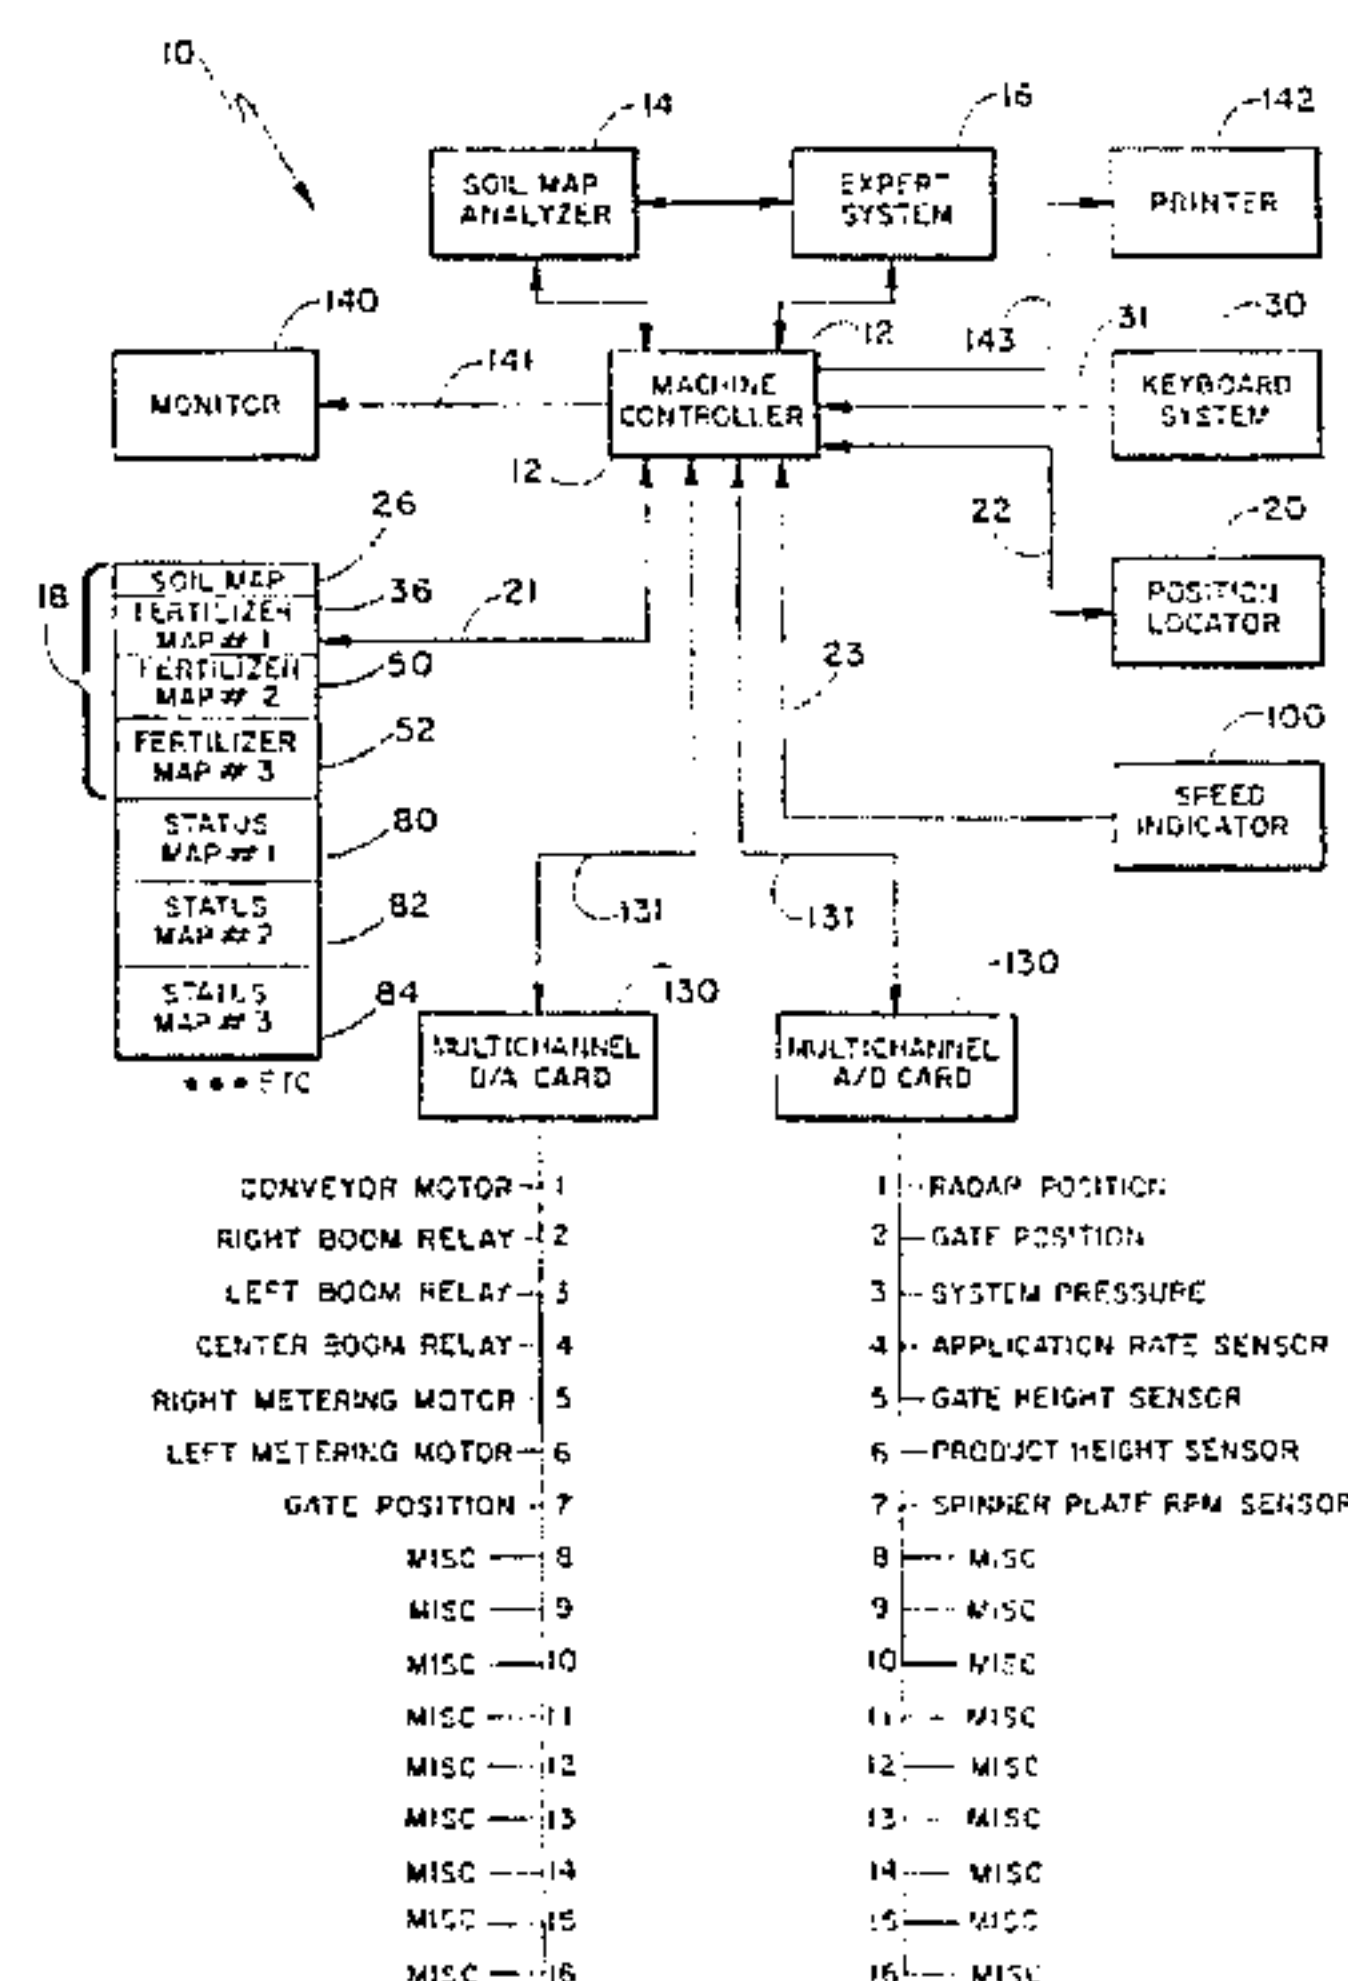 10
14
16
142
SOIL MAP
ANALYZER
EXPERT
SYSTEM
PRINTER
140
141
12
143
31
30
MONITOR
MACHINE
CONTROLLER
KEYBOARD
SYSTEM
12
26
22
20
18
SOIL MAP
36
21
FERTILIZER
MAP # 1
POSITION
LOCATOR
50
23
FERTILIZER
MAP # 2
52
100
FERTILIZER
MAP # 3
SPEED
INDICATOR
80
STATUS
MAP # 1
82
131
131
STATUS
MAP # 2
84
130
130
STATUS
MAP # 3
MULTICHANNEL
D/A CARD
MULTICHANNEL
A/D CARD
••• ETC
CONVEYOR MOTOR 1
RIGHT BOOM RELAY 2
LEFT BOOM RELAY 3
CENTER BOOM RELAY 4
RIGHT METERING MOTOR 5
LEFT METERING MOTOR 6
GATE POSITION 7
MISC 8
MISC 9
MISC 10
MISC 11
MISC 12
MISC 13
MISC 14
MISC 15
MISC 16
1 RADAR POSITION
2 GATE POSITION
3 SYSTEM PRESSURE
4 APPLICATION RATE SENSOR
5 GATE HEIGHT SENSOR
6 PRODUCT HEIGHT SENSOR
7 SPINNER PLATE RPM SENSOR
8 MISC
9 MISC
10 MISC
11 MISC
12 MISC
13 MISC
14 MISC
15 MISC
16 MISC